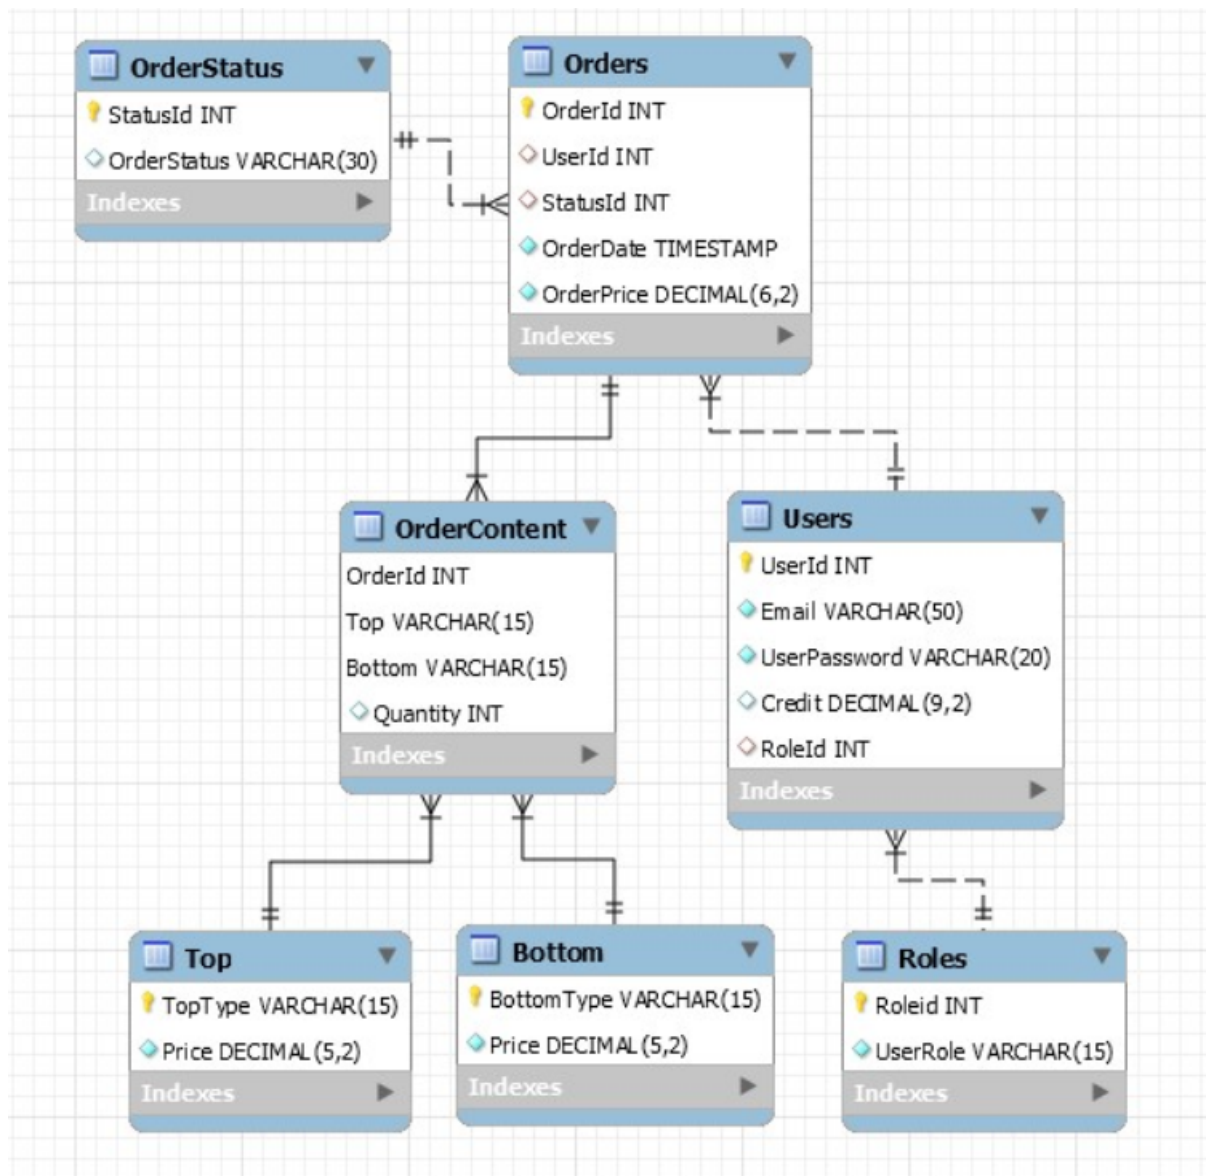 OrderStatus
StatusId INT
OrderStatus VARCHAR(30)
Indexes
Orders
OrderId INT
UserId INT
StatusId INT
OrderDate TIMESTAMP
OrderPrice DECIMAL(6,2)
Indexes
OrderContent
OrderId INT
Top VARCHAR(15)
Bottom VARCHAR(15)
Quantity INT
Indexes
Users
UserId INT
Email VARCHAR(50)
UserPassword VARCHAR(20)
Credit DECIMAL(9,2)
RoleId INT
Indexes
Top
TopType VARCHAR(15)
Price DECIMAL(5,2)
Indexes
Bottom
BottomType VARCHAR(15)
Price DECIMAL(5,2)
Indexes
Roles
Roleid INT
UserRole VARCHAR(15)
Indexes